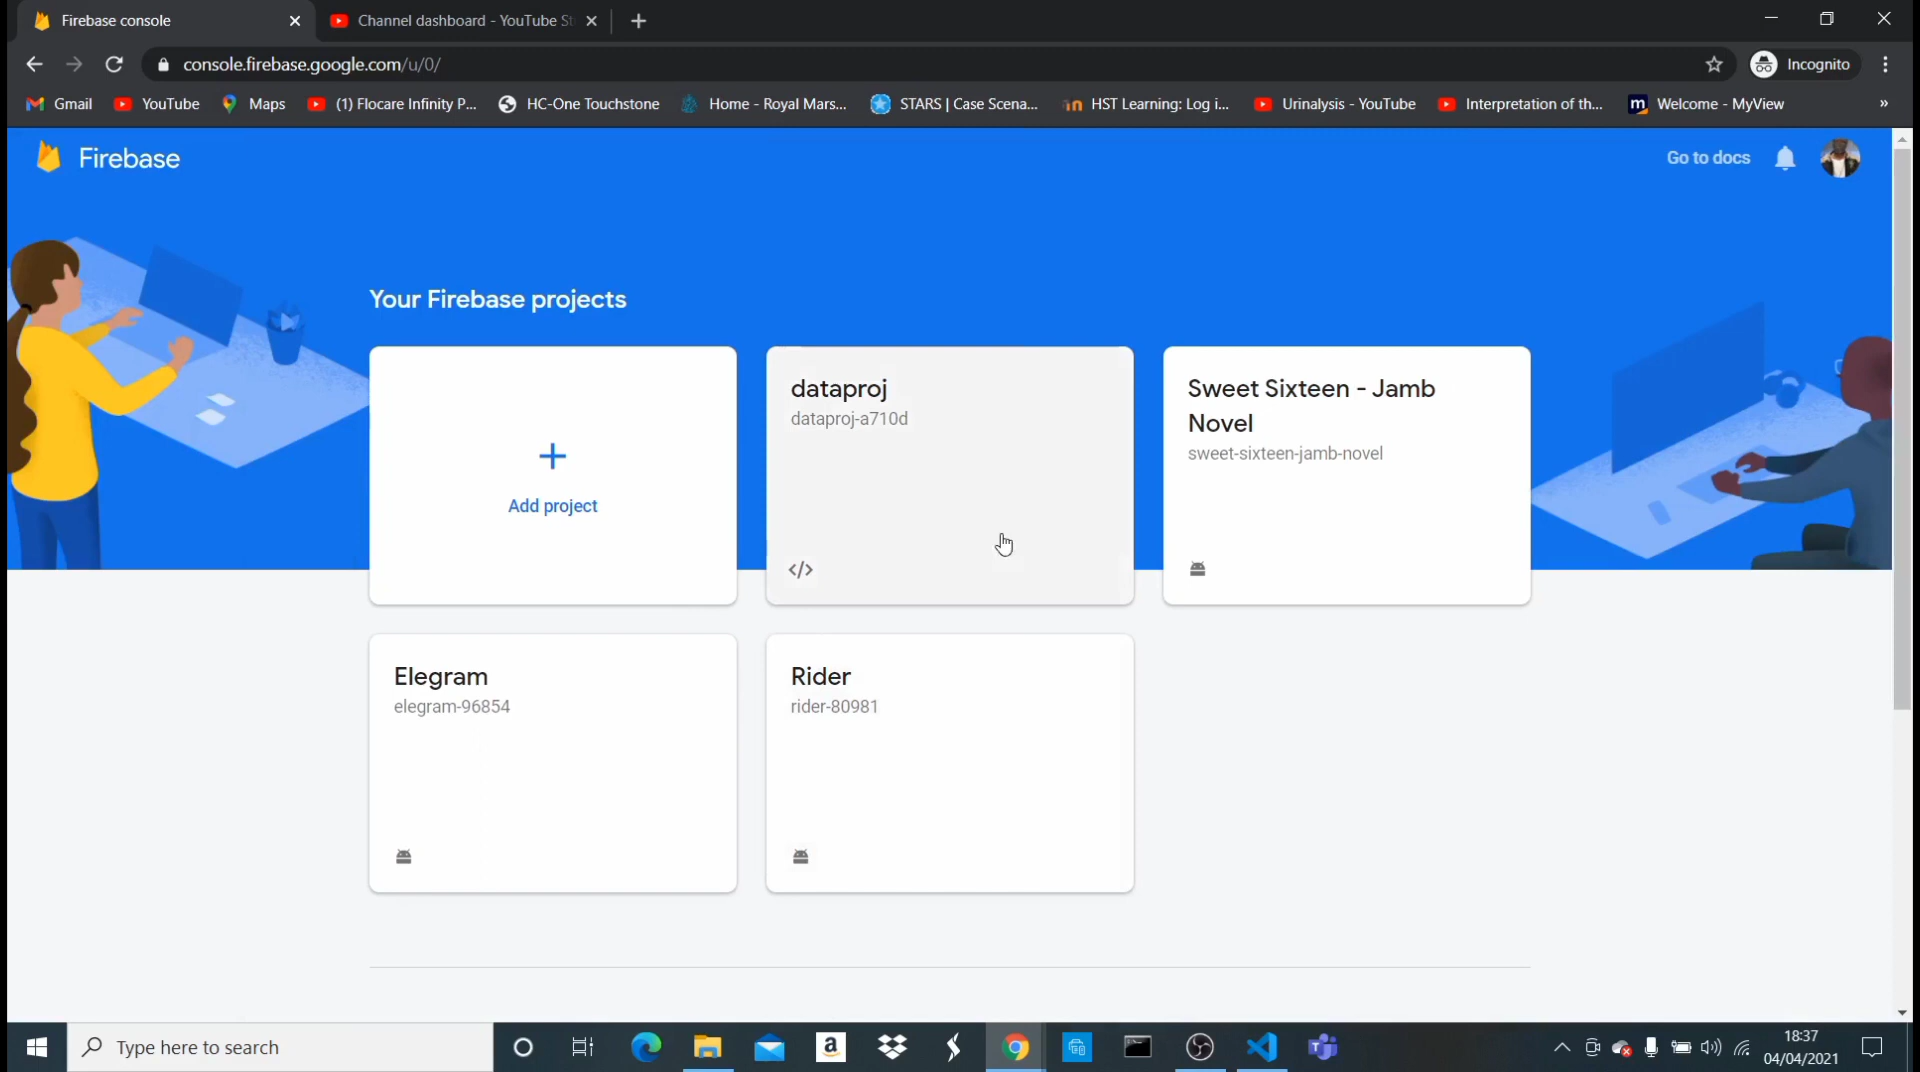 Firebase console
Channel dashboard - YouTube St
console.firebase.google.com/u/0/
Incognito
Gmail
YouTube
Maps
(1) Flocare Infinity P...
HC-One Touchstone
Home - Royal Mars...
STARS | Case Scena...
HST Learning: Log i...
Urinalysis - YouTube
Interpretation of th...
Welcome - MyView
»
Firebase
Go to docs
Your Firebase projects
Add project
dataproj
dataproj-a710d
</>
Sweet Sixteen - Jamb
Novel
sweet-sixteen-jamb-novel
Elegram
elegram-96854
Rider
rider-80981
Type here to search
18:37
04/04/2021